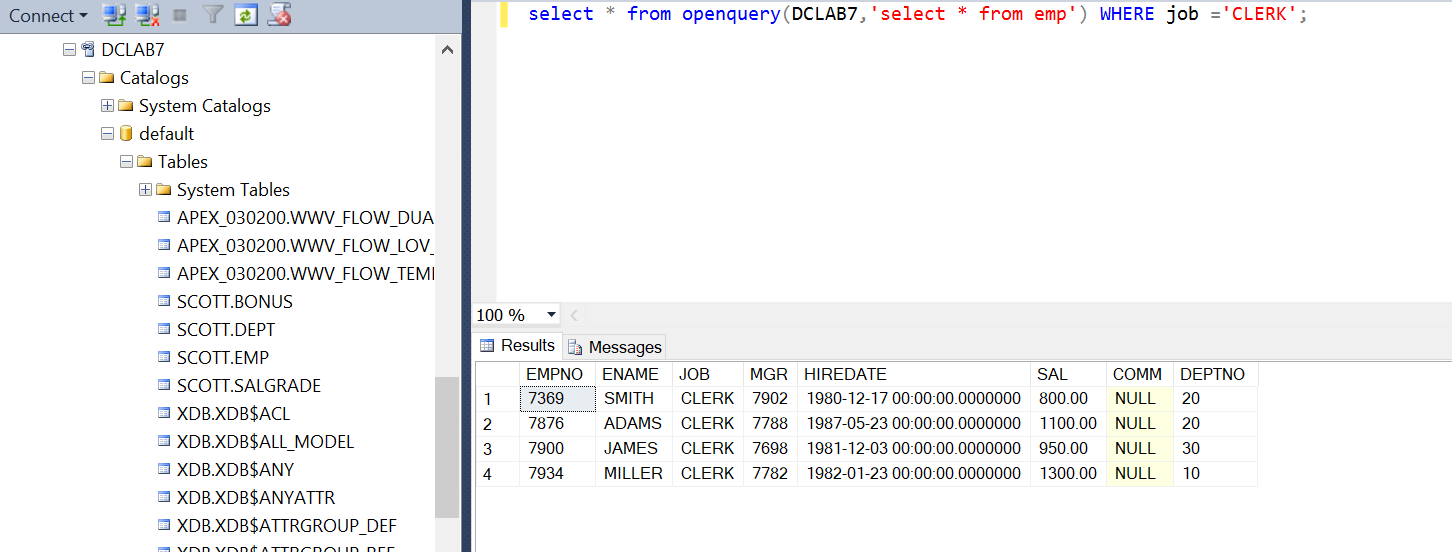 Connect
DCLAB7
Catalogs
System Catalogs
default
Tables
System Tables
APEX_030200.WWV_FLOW_DUA
APEX_030200.WWV_FLOW_LOV_
APEX_030200.WWV_FLOW_TEM
SCOTT.BONUS
SCOTT.DEPT
SCOTT.EMP
SCOTT.SALGRADE
XDB.XDB$ACL
XDB.XDB$ALL_MODEL
XDB.XDB$ANY
XDB.XDB$ANYATTR
XDB.XDB$ATTRGROUP_DEF
XDB.XDB$ATTRGROUP_REF
select * from openquery(DCLAB7,'select * from emp') WHERE job ='CLERK';
100 %
Results Messages
EMPNO ENAME JOB MGR HIREDATE SAL COMM DEPTNO
1 7369 SMITH CLERK 7902 1980-12-17 00:00:00.0000000 800.00 NULL 20
2 7876 ADAMS CLERK 7788 1987-05-23 00:00:00.0000000 1100.00 NULL 20
3 7900 JAMES CLERK 7698 1981-12-03 00:00:00.0000000 950.00 NULL 30
4 7934 MILLER CLERK 7782 1982-01-23 00:00:00.0000000 1300.00 NULL 10